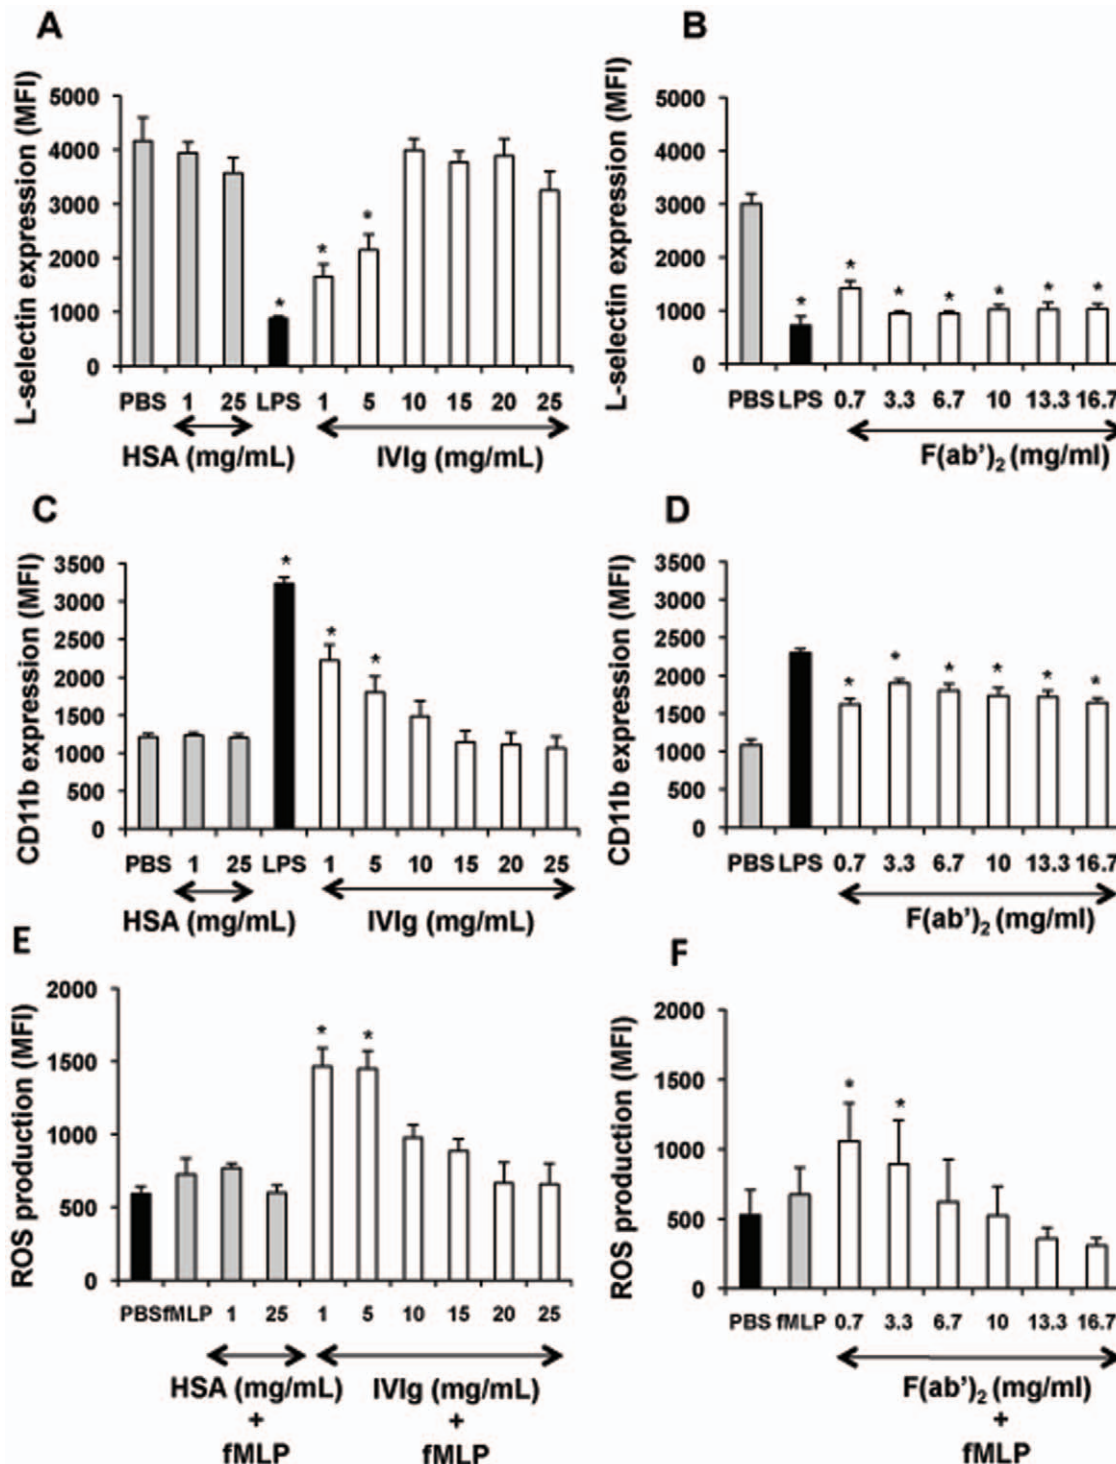 A
L-selectin expression (MFI)
5000
4000
3000
2000
1000
0
* * *
PBS 1 25 LPS 1 5 10 15 20 25
HSA (mg/mL) IVIg (mg/mL)
B
L-selectin expression (MFI)
5000
4000
3000
2000
1000
0
* * * * * * *
PBS LPS 0.7 3.3 6.7 10 13.3 16.7
F(ab')₂ (mg/ml)
C
CD11b expression (MFI)
3500
3000
2500
2000
1500
1000
500
0
* * *
PBS 1 25 LPS 1 5 10 15 20 25
HSA (mg/mL) IVIg (mg/mL)
D
CD11b expression (MFI)
3500
3000
2500
2000
1500
1000
500
0
* * * * * *
PBS LPS 0.7 3.3 6.7 10 13.3 16.7
F(ab')₂ (mg/ml)
E
ROS production (MFI)
2000
1500
1000
500
0
* *
PBS fMLP 1 25 1 5 10 15 20 25
HSA (mg/mL) IVIg (mg/mL)
+ +
fMLP fMLP
F
ROS production (MFI)
2000
1500
1000
500
0
* *
PBS fMLP 0.7 3.3 6.7 10 13.3 16.7
F(ab')₂ (mg/ml)
+
fMLP